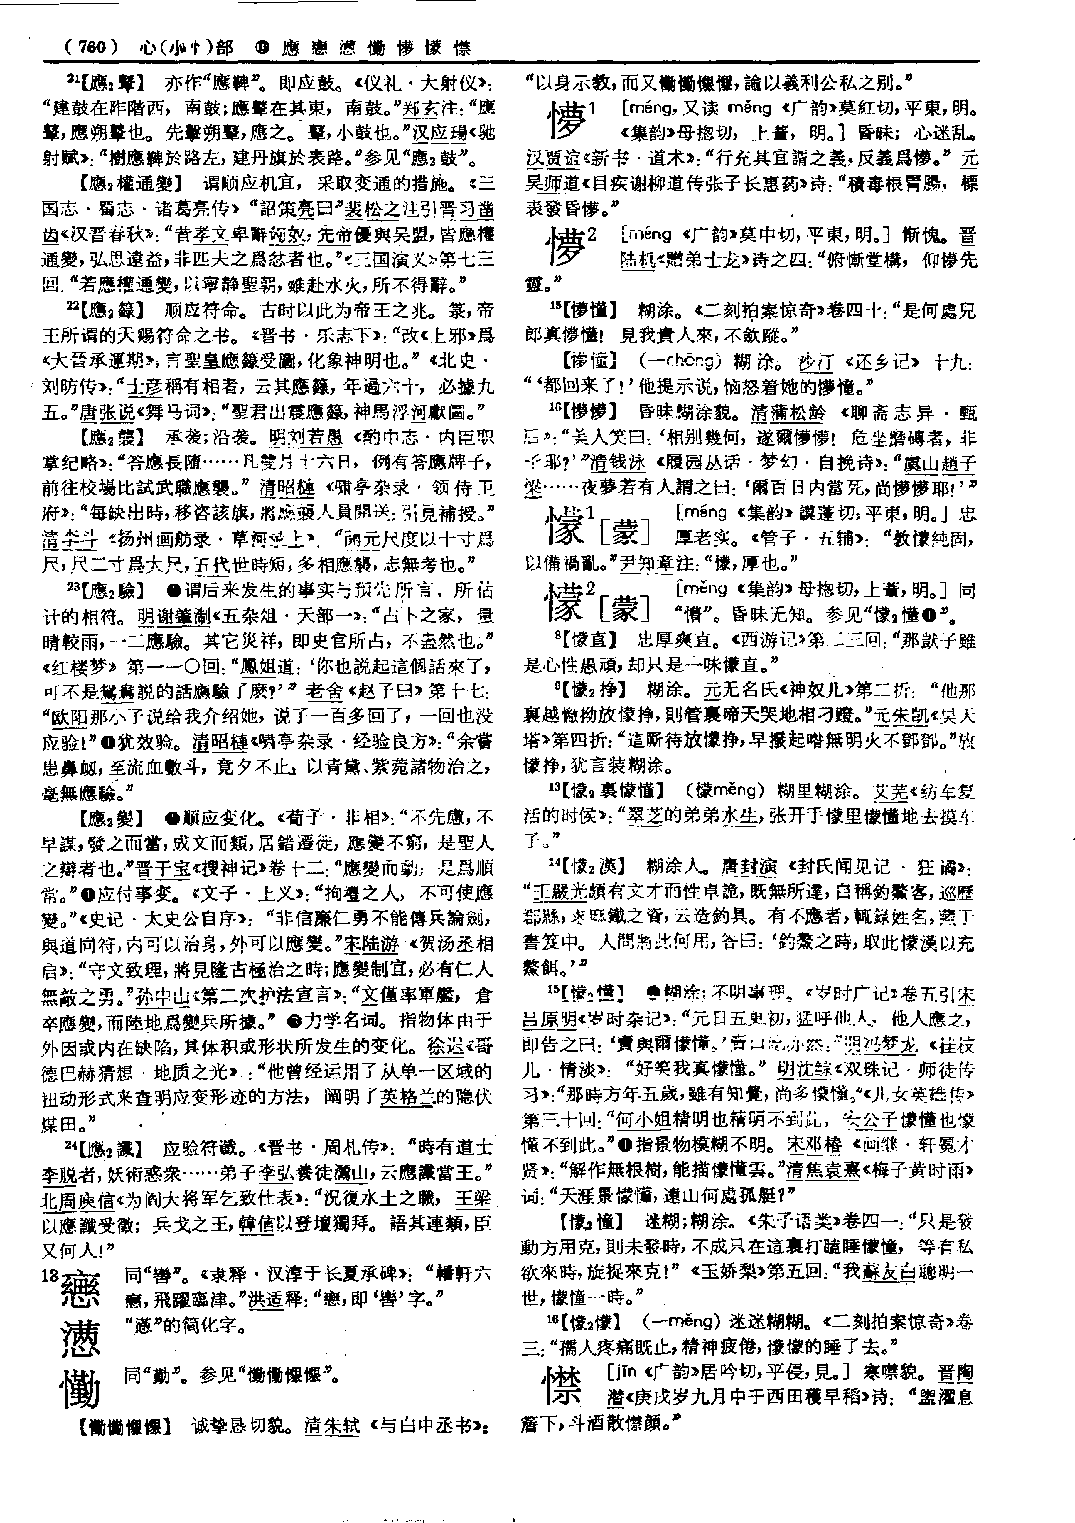 (760) 心(小忄)部 ⓭ 應 懘 懣 懄 懜 懞 㦗
²¹【應₂鼙】 亦作“應鞞”。即应鼓。《仪礼·大射仪》：
“建鼓在阼階西，南鼓；應鼙在其東，南鼓。”郑玄注：“應
鼙，應朔鼙也。先擊朔鼙，應之。鼙，小鼓也。”汉应瑒《驰
射赋》：“樹應鞞於路左，建丹旗於表路。”参见“應₂鼓”。
【應₂權通變】 谓顺应机宜，采取变通的措施。《三
国志·蜀志·诸葛亮传》“詔策亮曰”裴松之注引晋习凿
齿《汉晋春秋》：“昔孝文卑辭匈奴，先帝優與吴盟，皆應權
通變，弘思遠益，非匹夫之爲忿者也。”《三国演义》第七三
回：“若應權通變，以寧静聖朝，雖赴水火，所不得辭。”
²²【應₂籙】 顺应符命。古时以此为帝王之兆。箓，帝
王所谓的天赐符命之书。《晋书·乐志下》：“改《上邪》爲
《大晋承運期》，言聖皇應籙受圖，化象神明也。”《北史·
刘昉传》：“士彦稱有相者，云其應籙，年過六十，必據九
五。”唐张说《舞马词》：“聖君出震應籙，神馬浮河獻圖。”
【應₂襲】 承袭；沿袭。明刘若愚《酌中志·内臣职
掌纪略》：“答應長隨……凡雙月十六日，例有答應牌子，
前往校場比試武職應襲。”清昭槤《啸亭杂录·领侍卫
府》：“每缺出時，移咨該旗，將應襲人員開送，引見補授。”
清李斗《扬州画舫录·草河录上》：“開元尺度以十寸爲
尺，尺二寸爲大尺，五代世時短，多相應襲，志無考也。”
²³【應₂驗】 ❶谓后来发生的事实与预先所言、所估
计的相符。明谢肇淛《五杂俎·天部一》：“占卜之家，量
晴較雨，一二應驗。其它災祥，即史官所占，不盡然也。”
《红楼梦》第一一〇回：“鳳姐道：‘你也説起這個話來了，
可不是鴛鴦説的話應驗了麽？’”老舍《赵子曰》第十七：
“欧阳那小子说给我介绍她，说了一百多回了，一回也没
应验！”❷犹效验。清昭槤《啸亭杂录·经验良方》：“余嘗
患鼻衄，至流血數斗，竟夕不止，以青黛、紫菀諸物治之，
毫無應驗。”
【應₂變】 ❶顺应变化。《荀子·非相》：“不先慮，不
早謀，發之而當，成文而類，居錯遷徙，應變不窮，是聖人
之辯者也。”晋干宝《搜神记》卷十二：“應變而動，是爲順
常。”❷应付事变。《文子·上义》：“拘禮之人，不可使應
變。”《史记·太史公自序》：“非信廉仁勇不能傳兵論劍，
與道同符，内可以治身，外可以應變。”宋陆游《贺汤丞相
启》：“守文致理，將見隆古極治之時；應變制宜，必有仁人
無敵之勇。”孙中山《第二次护法宣言》：“文僅率軍艦，倉
卒應變，而陸地爲變兵所據。”❸力学名词。指物体由于
外因或内在缺陷，其体积或形状所发生的变化。徐迟《哥
德巴赫猜想·地质之光》：“他曾经运用了从单一区域的
扭动形式来查明应变形迹的方法，阐明了英格兰的隐伏
煤田。”
²⁴【應₂讖】 应验符谶。《晋书·周札传》：“時有道士
李脱者，妖術惑衆……弟子李弘養徒灊山，云應讖當王。”
北周庾信《为阎大将军乞致仕表》：“況復水土之職，王梁
以應讖受徵；兵戈之王，韓信以登壇獨拜。語其連類，臣
又何人！”
13
同“轡”。《隶释·汉淳于长夏承碑》：“轓軒六
轡，飛躍臨津。”洪适释：“，即‘轡’字。”
懑 “懣”的简化字。
懄 同“勤”。参见“懄懄懷懷”。
诚挚恳切貌。清朱轼《与白中丞书》：
“以身示教，而又懄懄懷懷，諭以義利公私之别。”
懜¹ [méng，又读 měng 《广韵》莫紅切，平東，明。
《集韵》母揔切，上董，明。] 昏昧；心迷乱。
汉贾谊《新书·道术》：“行充其宜謂之義，反義爲懜。”元
吴师道《目疾谢柳道传张子长惠药》诗：“積毒根胃腸，標
表發昏懜。”
懜² [méng 《广韵》莫中切，平東，明。] 惭愧。晋
陆机《赠弟士龙》诗之四：“俯慚堂構，仰懜先
靈。”
¹⁵【懜懂】 糊涂。《二刻拍案惊奇》卷四十：“是何處兄
郎真懜懂！見我貴人來，不斂蹤。”
【懜憧】 （—chōng）糊涂。沙汀《还乡记》十九：
“‘都回来了！’他提示说，恼怒着她的懜憧。”
¹⁶【懜懜】 昏昧糊涂貌。清蒲松龄《聊斋志异·甄
后》：“美人笑曰：‘相别幾何，遂爾懜懜！危坐磨磚者，非
子耶？’”清钱泳《履园丛话·梦幻·自挽诗》：“虞山趙子
梁……夜夢若有人謂之曰：‘爾百日内當死，尚懜懜耶！’”
懞¹[蒙] [méng 《集韵》謨蓬切，平東，明。] 忠
厚老实。《管子·五辅》：“敦懞純固，
以備禍亂。”尹知章注：“懞，厚也。”
懞²[蒙] [měng 《集韵》母揔切，上董，明。] 同
“懵”。昏昧无知。参见“懞₂懂❶”。
⁸【懞直】 忠厚爽直。《西游记》第二三回：“那獃子雖
是心性愚頑，却只是一味懞直。”
⁹【懞₂挣】 糊涂。元无名氏《神奴儿》第二折：“他那
裏越㦬拗放懞挣，則管裏啼天哭地相刁蹬。”元朱凯《昊天
塔》第四折：“這厮待放懞挣，早撥起喒無明火不鄧鄧。”放
懞挣，犹言装糊涂。
¹³【懞₂裏懞懂】 （懞měng）糊里糊涂。艾芜《纺车复
活的时侯》：“翠芝的弟弟水生，张开手懞里懞懂地去摸车
了。”
¹⁴【懞₂漢】 糊涂人。唐封演《封氏闻见记·狂谲》：
“王嚴光頗有文才而性卓詭，既無所達，自稱釣鰲客，巡歷
郡縣，求麻鐵之資，云造釣具。有不應者，輒録姓名，藏于
書笈中。人問將此何用，答曰：‘釣鰲之時，取此懞漢以充
鰲餌。’”
¹⁵【懞₂懂】 ❶糊涂；不明事理。《岁时广记》卷五引宋
吕原明《岁时杂记》：“元日五更初，猛呼他人，他人應之，
即告之曰：‘賣與爾懞懂。’賣口吃亦然。”明冯梦龙《挂枝
儿·情淡》：“好笑我真懞懂。”明沈鲸《双珠记·师徒传
习》：“那時方年五歲，雖有知覺，尚多懞懂。”《儿女英雄传》
第三十回：“何小姐精明也精明不到此，安公子懞懂也懞
懂不到此。”❷指景物模糊不明。宋邓椿《画继·轩冕才
贤》：“解作無根樹，能描懞懂雲。”清焦袁熹《梅子黄时雨》
词：“天涯景懞懂，遠山何處孤艇？”
【懞₂憧】 迷糊；糊涂。《朱子语类》卷四一：“只是發
動方用克，則未發時，不成只在這裏打瞌睡懞憧，等有私
欲來時，旋捉來克！”《玉娇梨》第五回：“我蘇友白聰明一
世，懞憧一時。”
¹⁶【懞₂懞】 （—měng）迷迷糊糊。《二刻拍案惊奇》卷
三：“孺人疼痛既止，精神疲倦，懞懞的睡了去。”
[jīn 《广韵》居吟切，平侵，見。] 寒噤貌。晋陶
潜《庚戌岁九月中于西田穫早稻》诗：“盥濯息
簷下，斗酒散襟顔。”